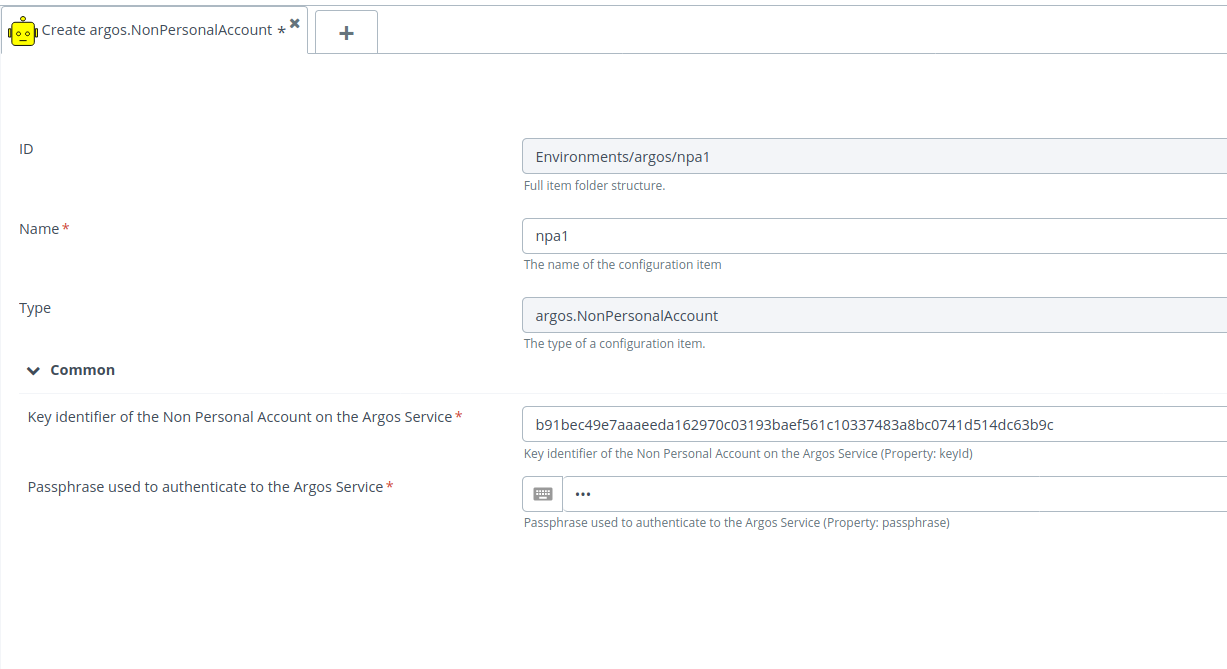 Create argos.NonPersonalAccount *
ID
Environments/argos/npa1
Full item folder structure.
Name*
npa1
The name of the configuration item
Type
argos.NonPersonalAccount
The type of a configuration item.
Common
Key identifier of the Non Personal Account on the Argos Service*
b91bec49e7aaaeeda162970c03193baef561c10337483a8bc0741d514dc63b9c
Key identifier of the Non Personal Account on the Argos Service (Property: keyId)
Passphrase used to authenticate to the Argos Service*
•••
Passphrase used to authenticate to the Argos Service (Property: passphrase)